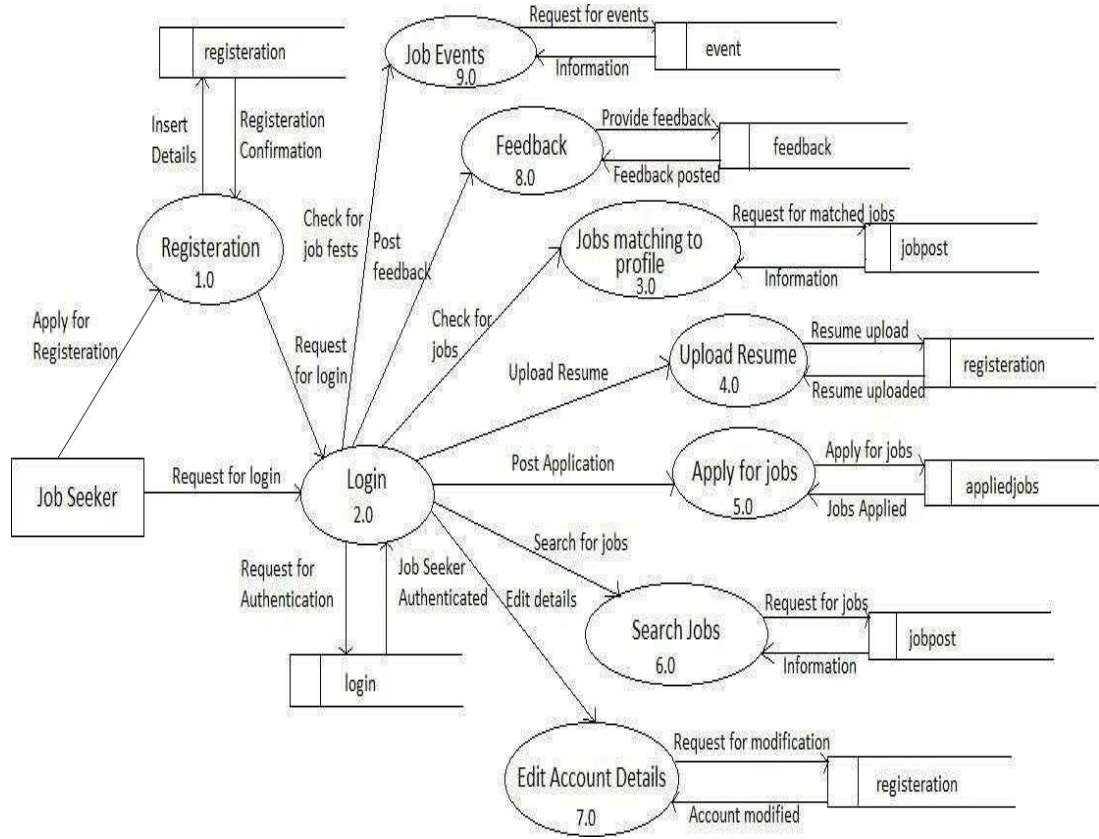 Request for events
registeration
Job Events
9.0
event
Information
Insert
Details
Registeration
Confirmation
Provide feedback
Feedback
8.0
feedback
Feedback posted
Check for
job fests
Post
feedback
Request for matched jobs
Jobs matching to
profile
3.0
jobpost
Information
Registeration
1.0
Apply for
Registeration
Request
for login
Check for
jobs
Upload Resume
Resume upload
Upload Resume
4.0
registeration
Resume uploaded
Job Seeker
Request for login
Login
2.0
Post Application
Apply for jobs
5.0
Apply for jobs
appliedjobs
Jobs Applied
Request for
Authentication
Job Seeker
Authenticated
Search for jobs
Edit details
Request for jobs
Search Jobs
6.0
jobpost
Information
login
Request for modification
Edit Account Details
7.0
registeration
Account modified